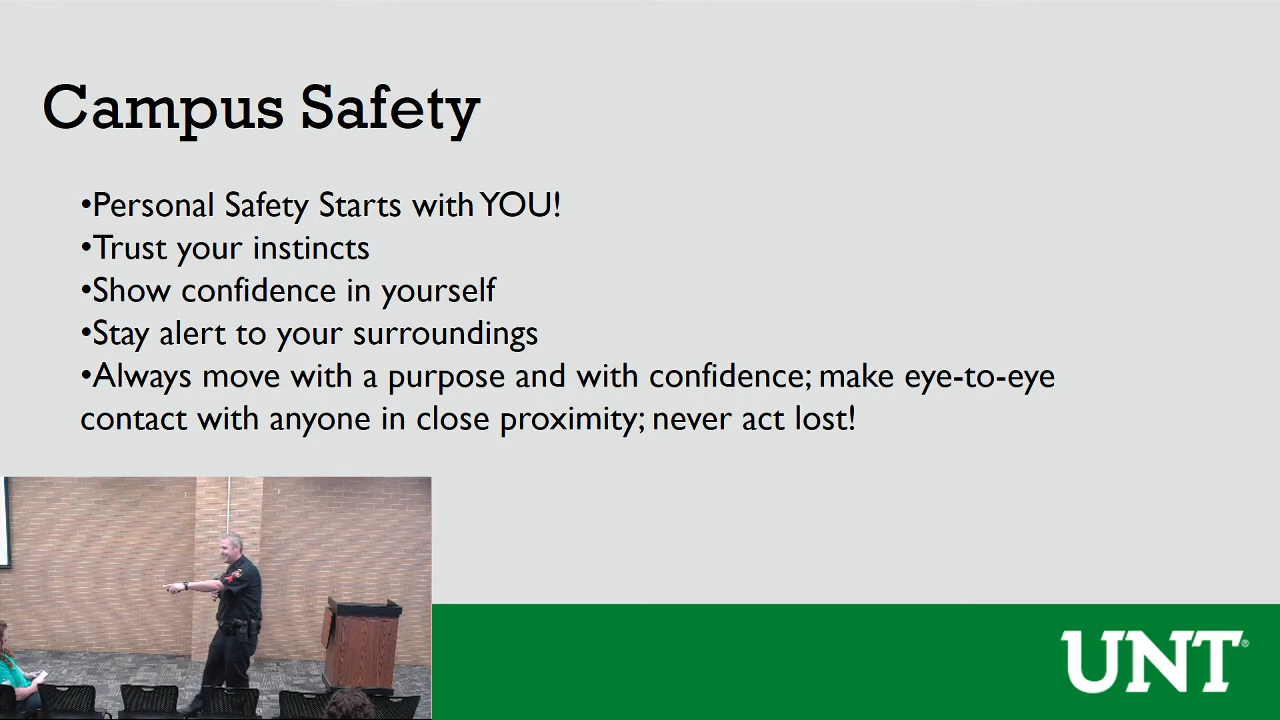 Campus Safety
•Personal Safety Starts with YOU!
•Trust your instincts
•Show confidence in yourself
•Stay alert to your surroundings
•Always move with a purpose and with confidence; make eye-to-eye
contact with anyone in close proximity; never act lost!
UNT®